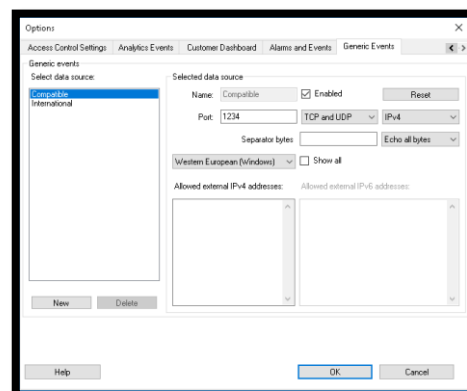 Options
Access Control Settings Analytics Events Customer Dashboard Alarms and Events Generic Events
Generic events
Select data source:
Compatible
International
New Delete
Selected data source
Name: Compatible Enabled Reset
Port: 1234 TCP and UDP IPv4
Separator bytes Echo all bytes
Western European (Windows) Show all
Allowed external IPv4 addresses: Allowed external IPv6 addresses:
Help OK Cancel